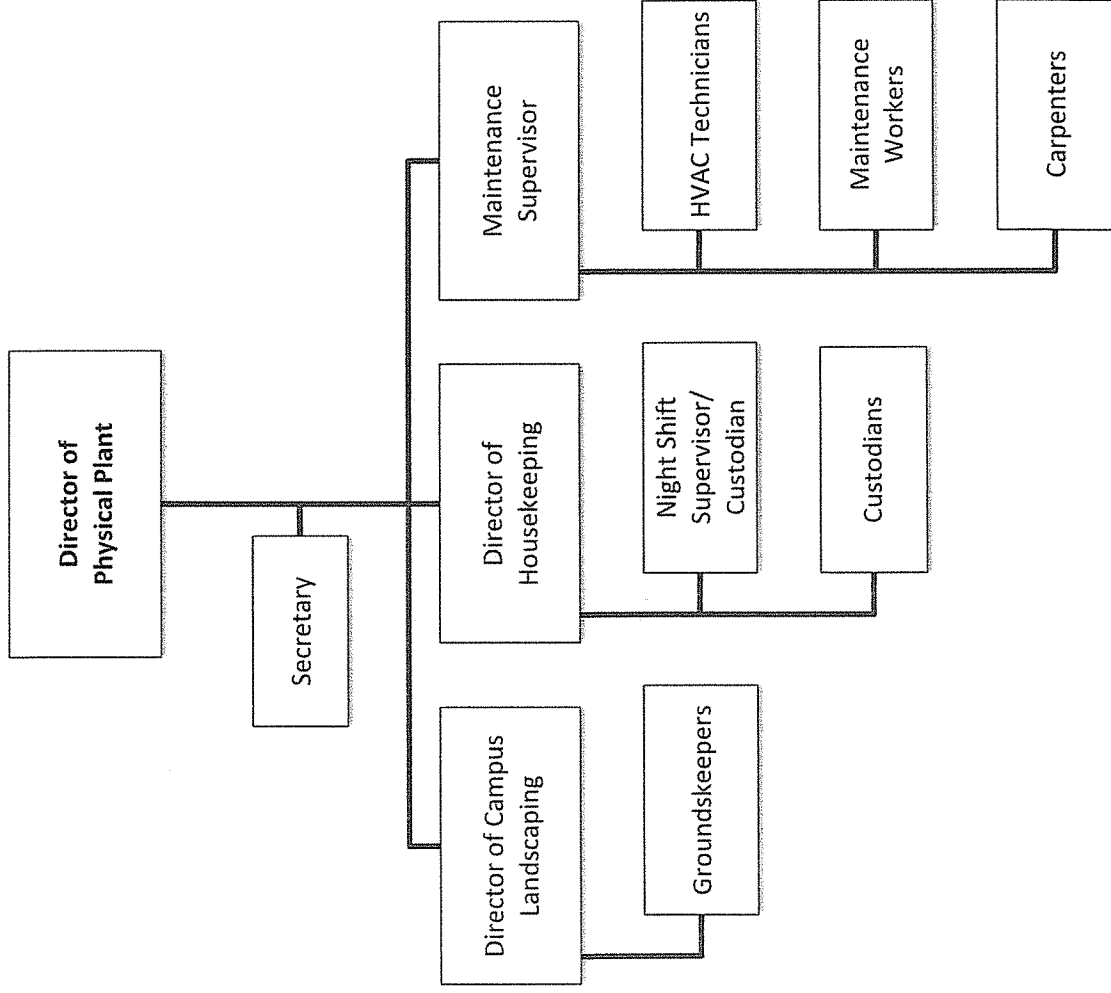 Director of
Physical Plant
Secretary
Director of Campus
Landscaping
Director of
Housekeeping
Maintenance
Supervisor
Groundskeepers
Night Shift
Supervisor/
Custodian
HVAC Technicians
Custodians
Maintenance
Workers
Carpenters